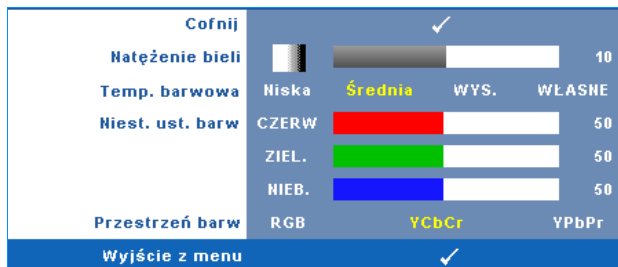 Cofnij
Natężenie bieli 10
Temp. barwowa Niska Średnia WYS. WŁASNE
Niest. ust. barw CZERW 50
ZIEL. 50
NIEB. 50
Przestrzeń barw RGB YCbCr YPbPr
Wyjście z menu